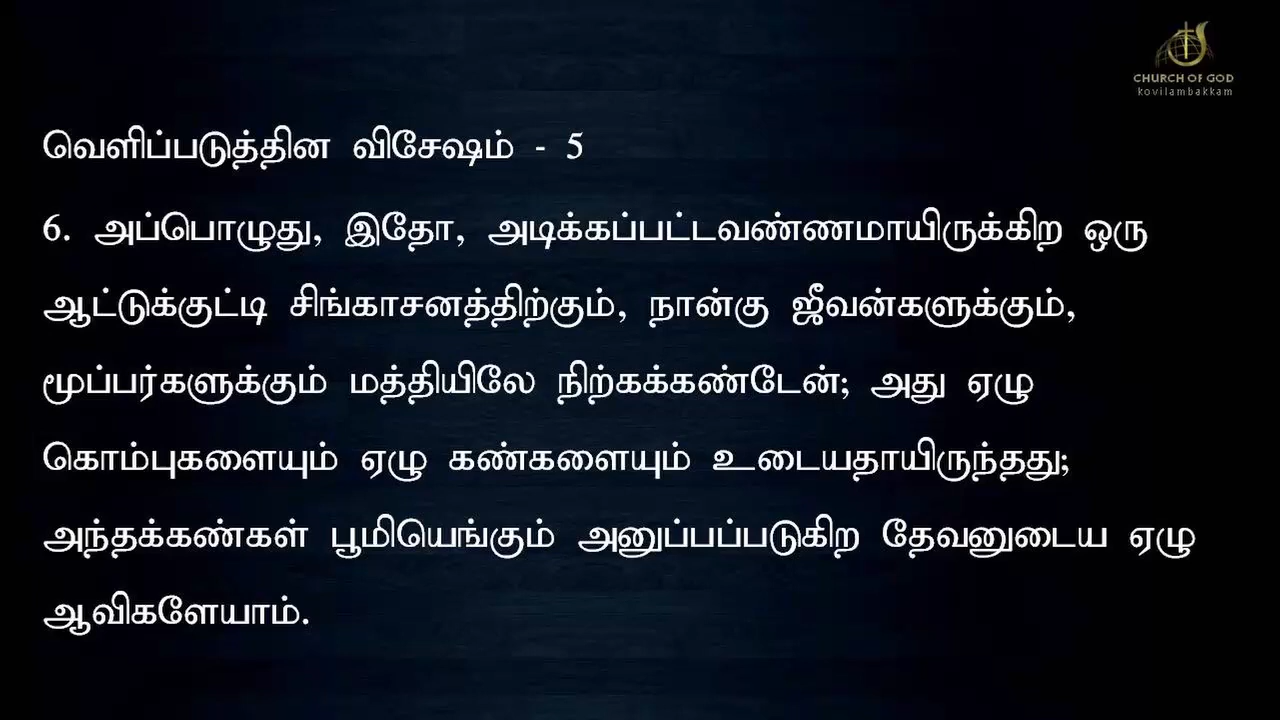 CHURCH OF GOD
kovilambakkam
வெளிப்படுத்தின விசேஷம் - 5
6. அப்பொழுது, இதோ, அடிக்கப்பட்டவண்ணமாயிருக்கிற ஒரு
ஆட்டுக்குட்டி சிங்காசனத்திற்கும், நான்கு ஜீவன்களுக்கும்,
மூப்பர்களுக்கும் மத்தியிலே நிற்கக்கண்டேன்; அது ஏழு
கொம்புகளையும் ஏழு கண்களையும் உடையதாயிருந்தது;
அந்தக்கண்கள் பூமியெங்கும் அனுப்பப்படுகிற தேவனுடைய ஏழு
ஆவிகளேயாம்.